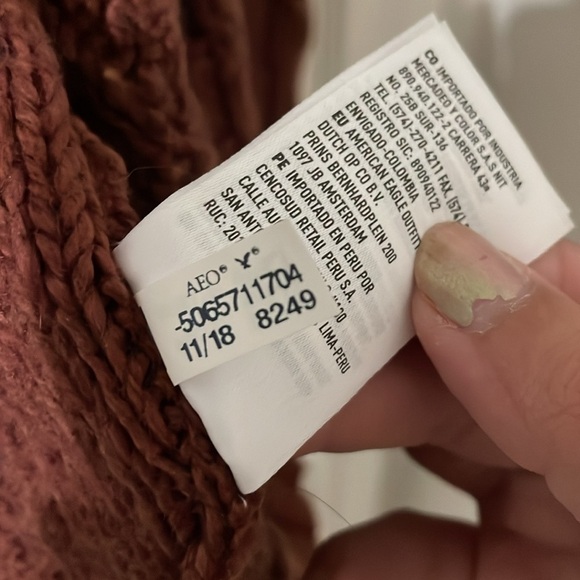 CO IMPORTADO POR INDUSTRIA
MERCADEO Y COLOR S.A.S NIT
890.940.122-2 CARRERA 43a
NO. 25B SUR-136
TEL.(574)-270-4211 FAX.(574)-
REGISTRO SIC: 890940122
ENVIGADO-COLOMBIA
EU AMERICAN EAGLE OUTFITT
DUTCH OP CO B.V.
PRINS BERNHARDPLEIN 200
1097 JB AMSTERDAM
PE IMPORTADO EN PERU POR
CENCOSUD RETAIL PERU S.A.
CALLE AU
SAN ANT
LIMA-PERU
RUC: 20
AEO®
-5065711704
11/18 8249